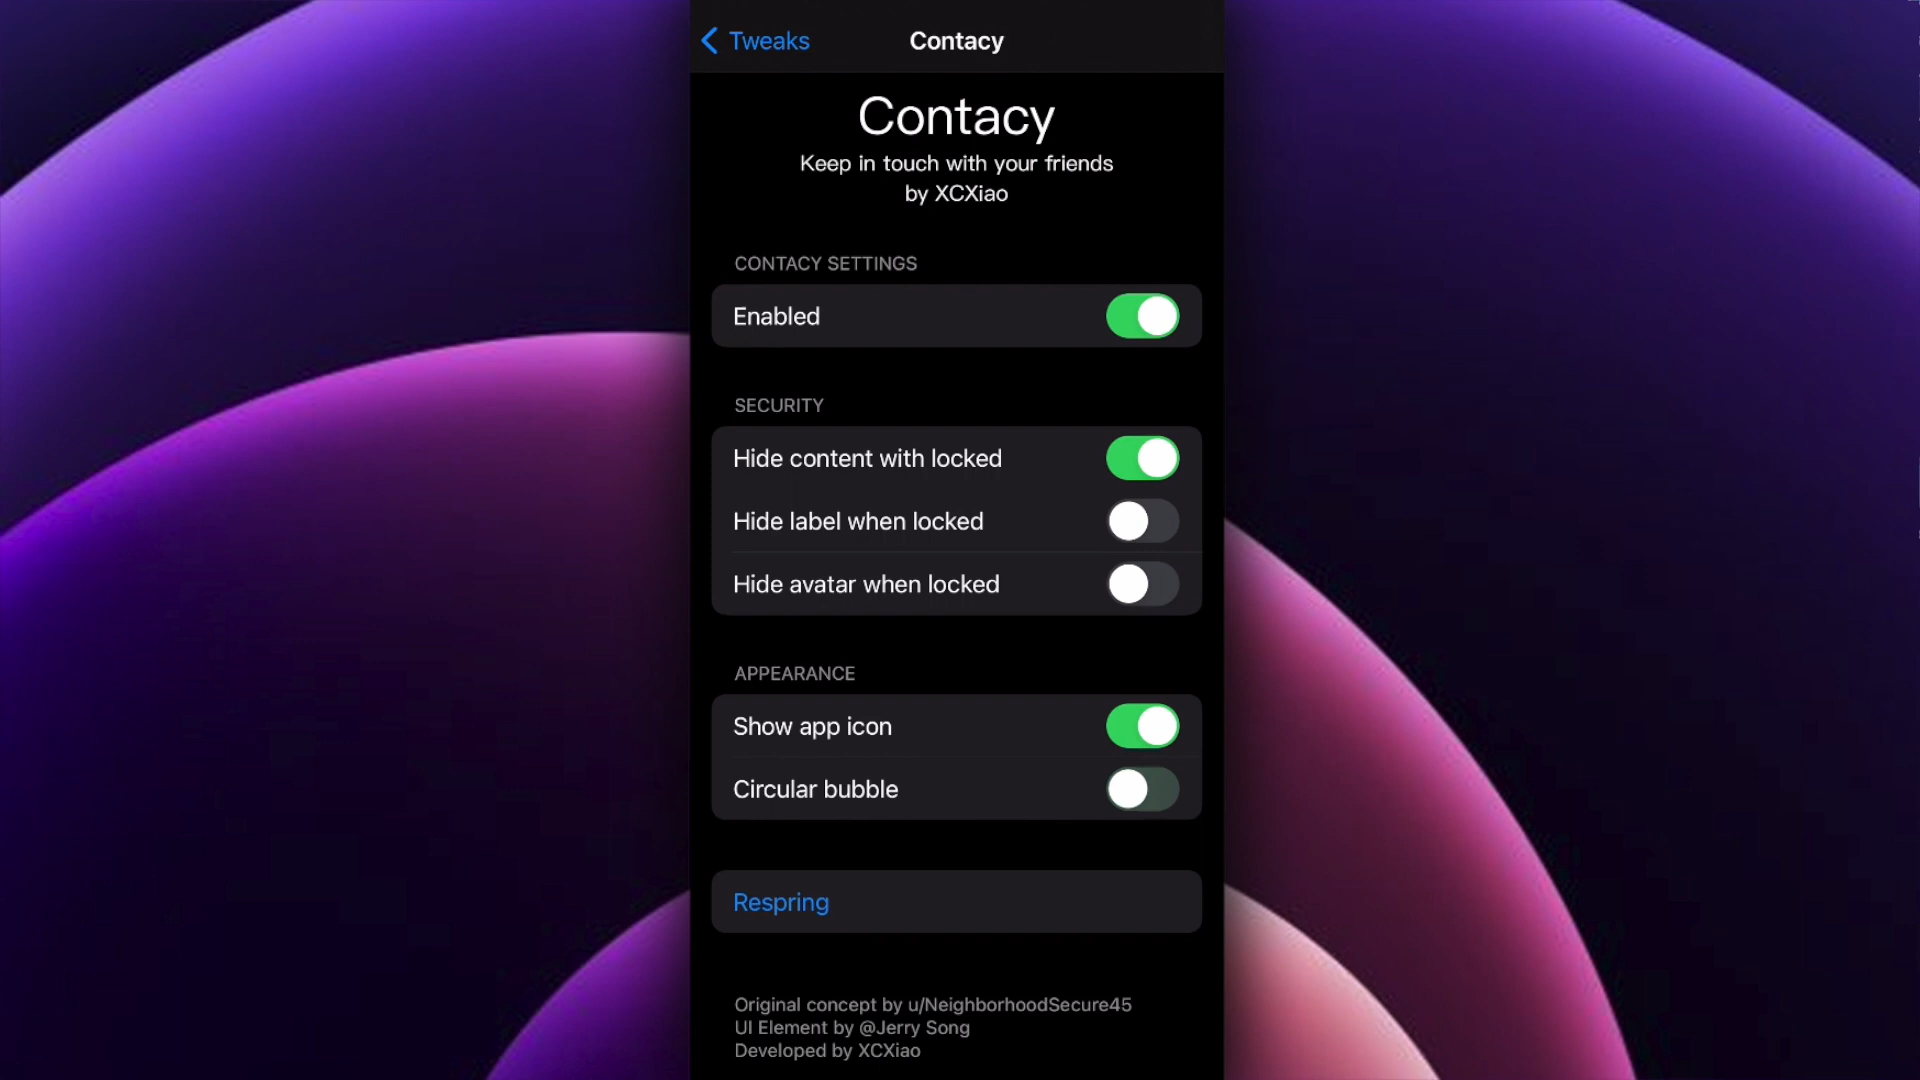 Tweaks
Contacy
Contacy
Keep in touch with your friends
by XCXiao
CONTACY SETTINGS
Enabled
SECURITY
Hide content with locked
Hide label when locked
Hide avatar when locked
APPEARANCE
Show app icon
Circular bubble
Respring
Original concept by u/NeighborhoodSecure45
UI Element by @Jerry Song
Developed by XCXiao